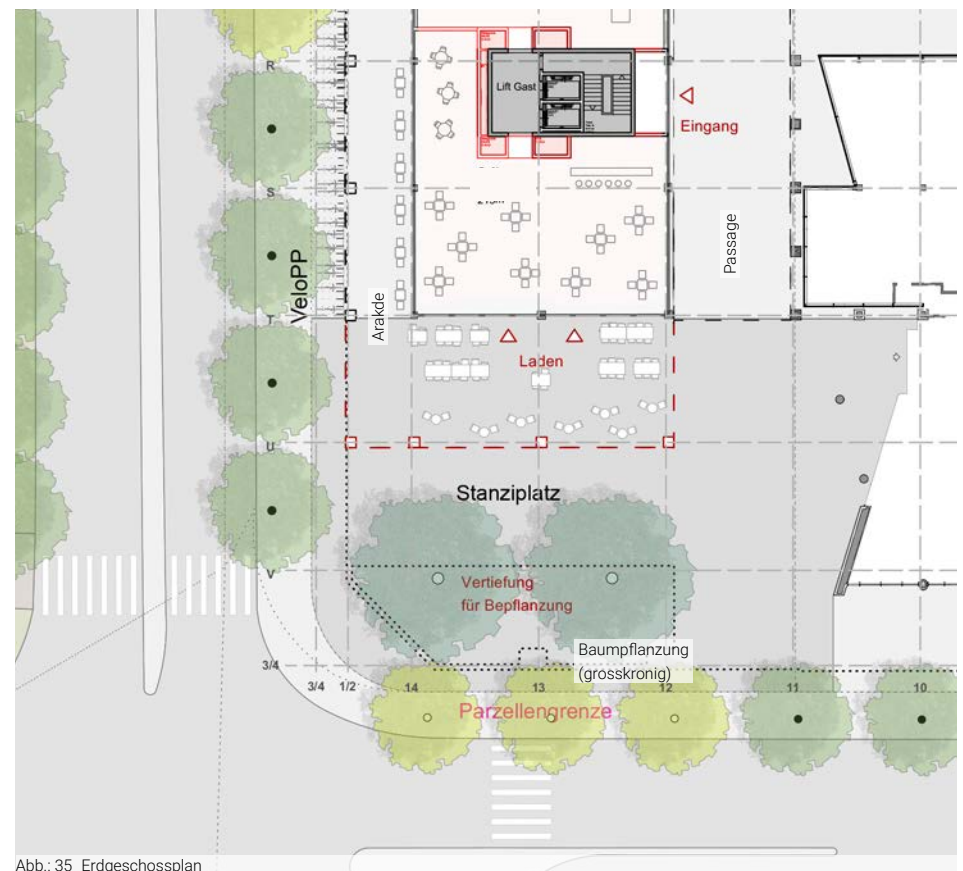 R
Lift Gast
Eingang
S
Passage
VeloPP
Arakde
T
Laden
U
Stanziplatz
V
Vertiefung
für Bepflanzung
Baumpflanzung
(grosskronig)
3/4
3/4 1/2 14 13 12 11 10
Parzellengrenze
Abb.: 35 Erdgeschossplan